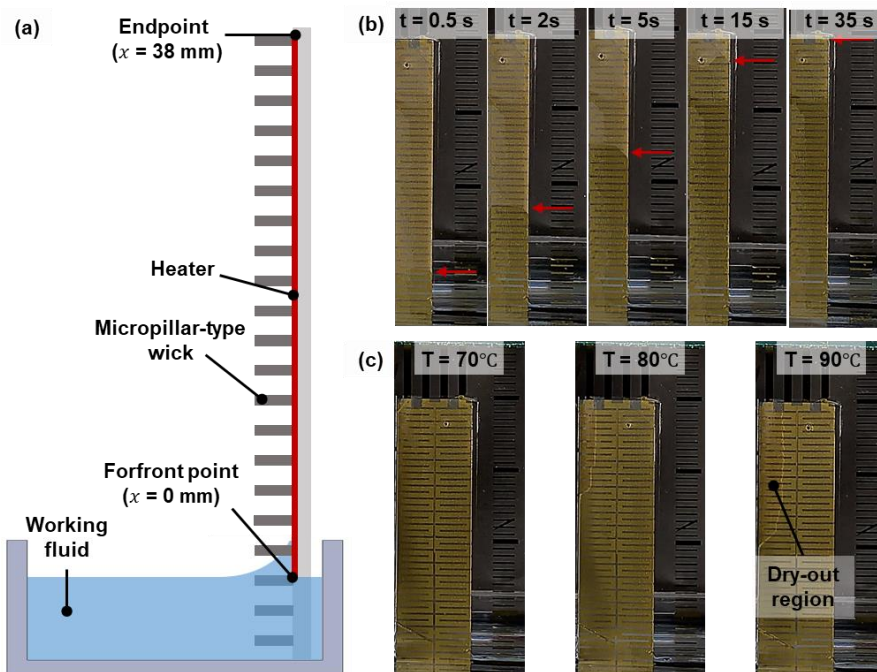 (a)
Endpoint
(𝑥 = 38 mm)
Heater
Micropillar-type
wick
Forfront point
(𝑥 = 0 mm)
Working
fluid
(b)
t = 0.5 s
t = 2s
t = 5s
t = 15 s
t = 35 s
(c)
T = 70℃
T = 80℃
T = 90℃
Dry-out
region